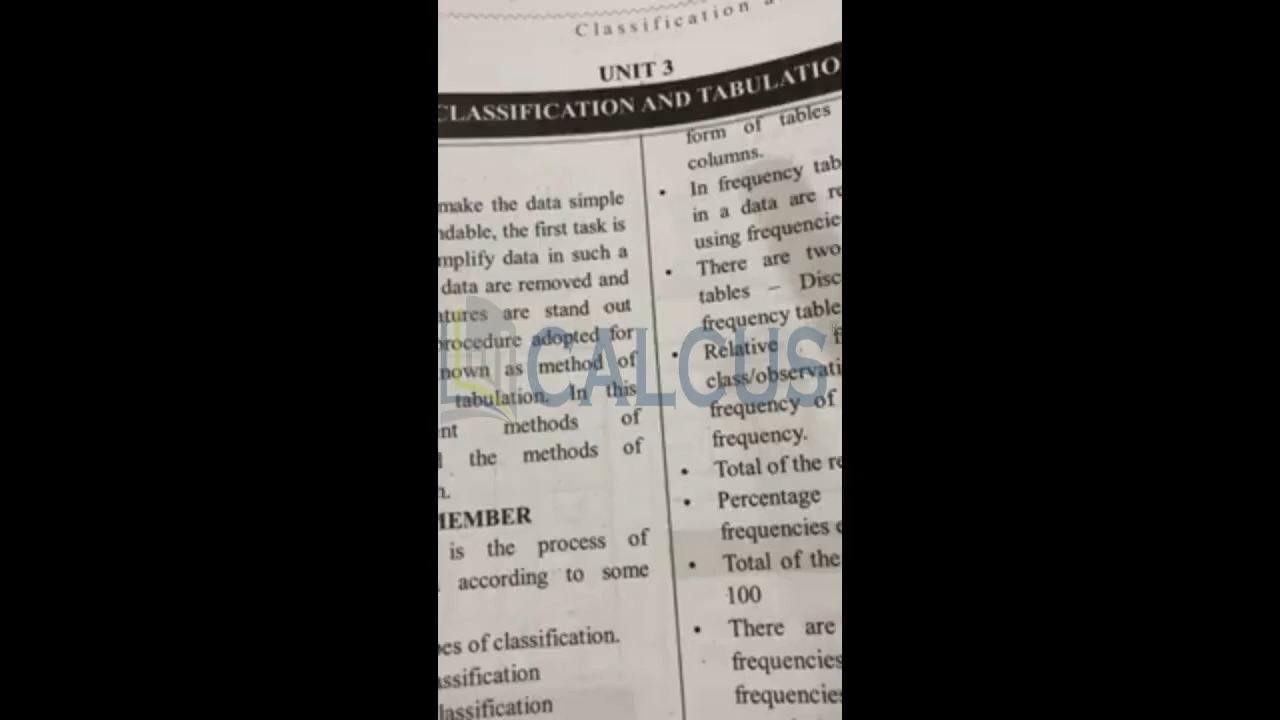 Classification
UNIT 3
CLASSIFICATION AND TABULATIO
make the data simple
ndable, the first task is
mplify data in such a
data are removed and
atures are stand out
procedure adopted for
nown as method of
tabulation. In this
nt methods of
the methods of
n.
MEMBER
is the process of
according to some
es of classification.
ssification
lassification
form of tables
columns.
• In frequency tab
in a data are re
using frequencie
• There are two
tables – Disc
frequency table
• Relative f
class/observati
frequency of
frequency.
• Total of the re
• Percentage
frequencies
• Total of the
100
• There are
frequencies
frequencies
CALCUS